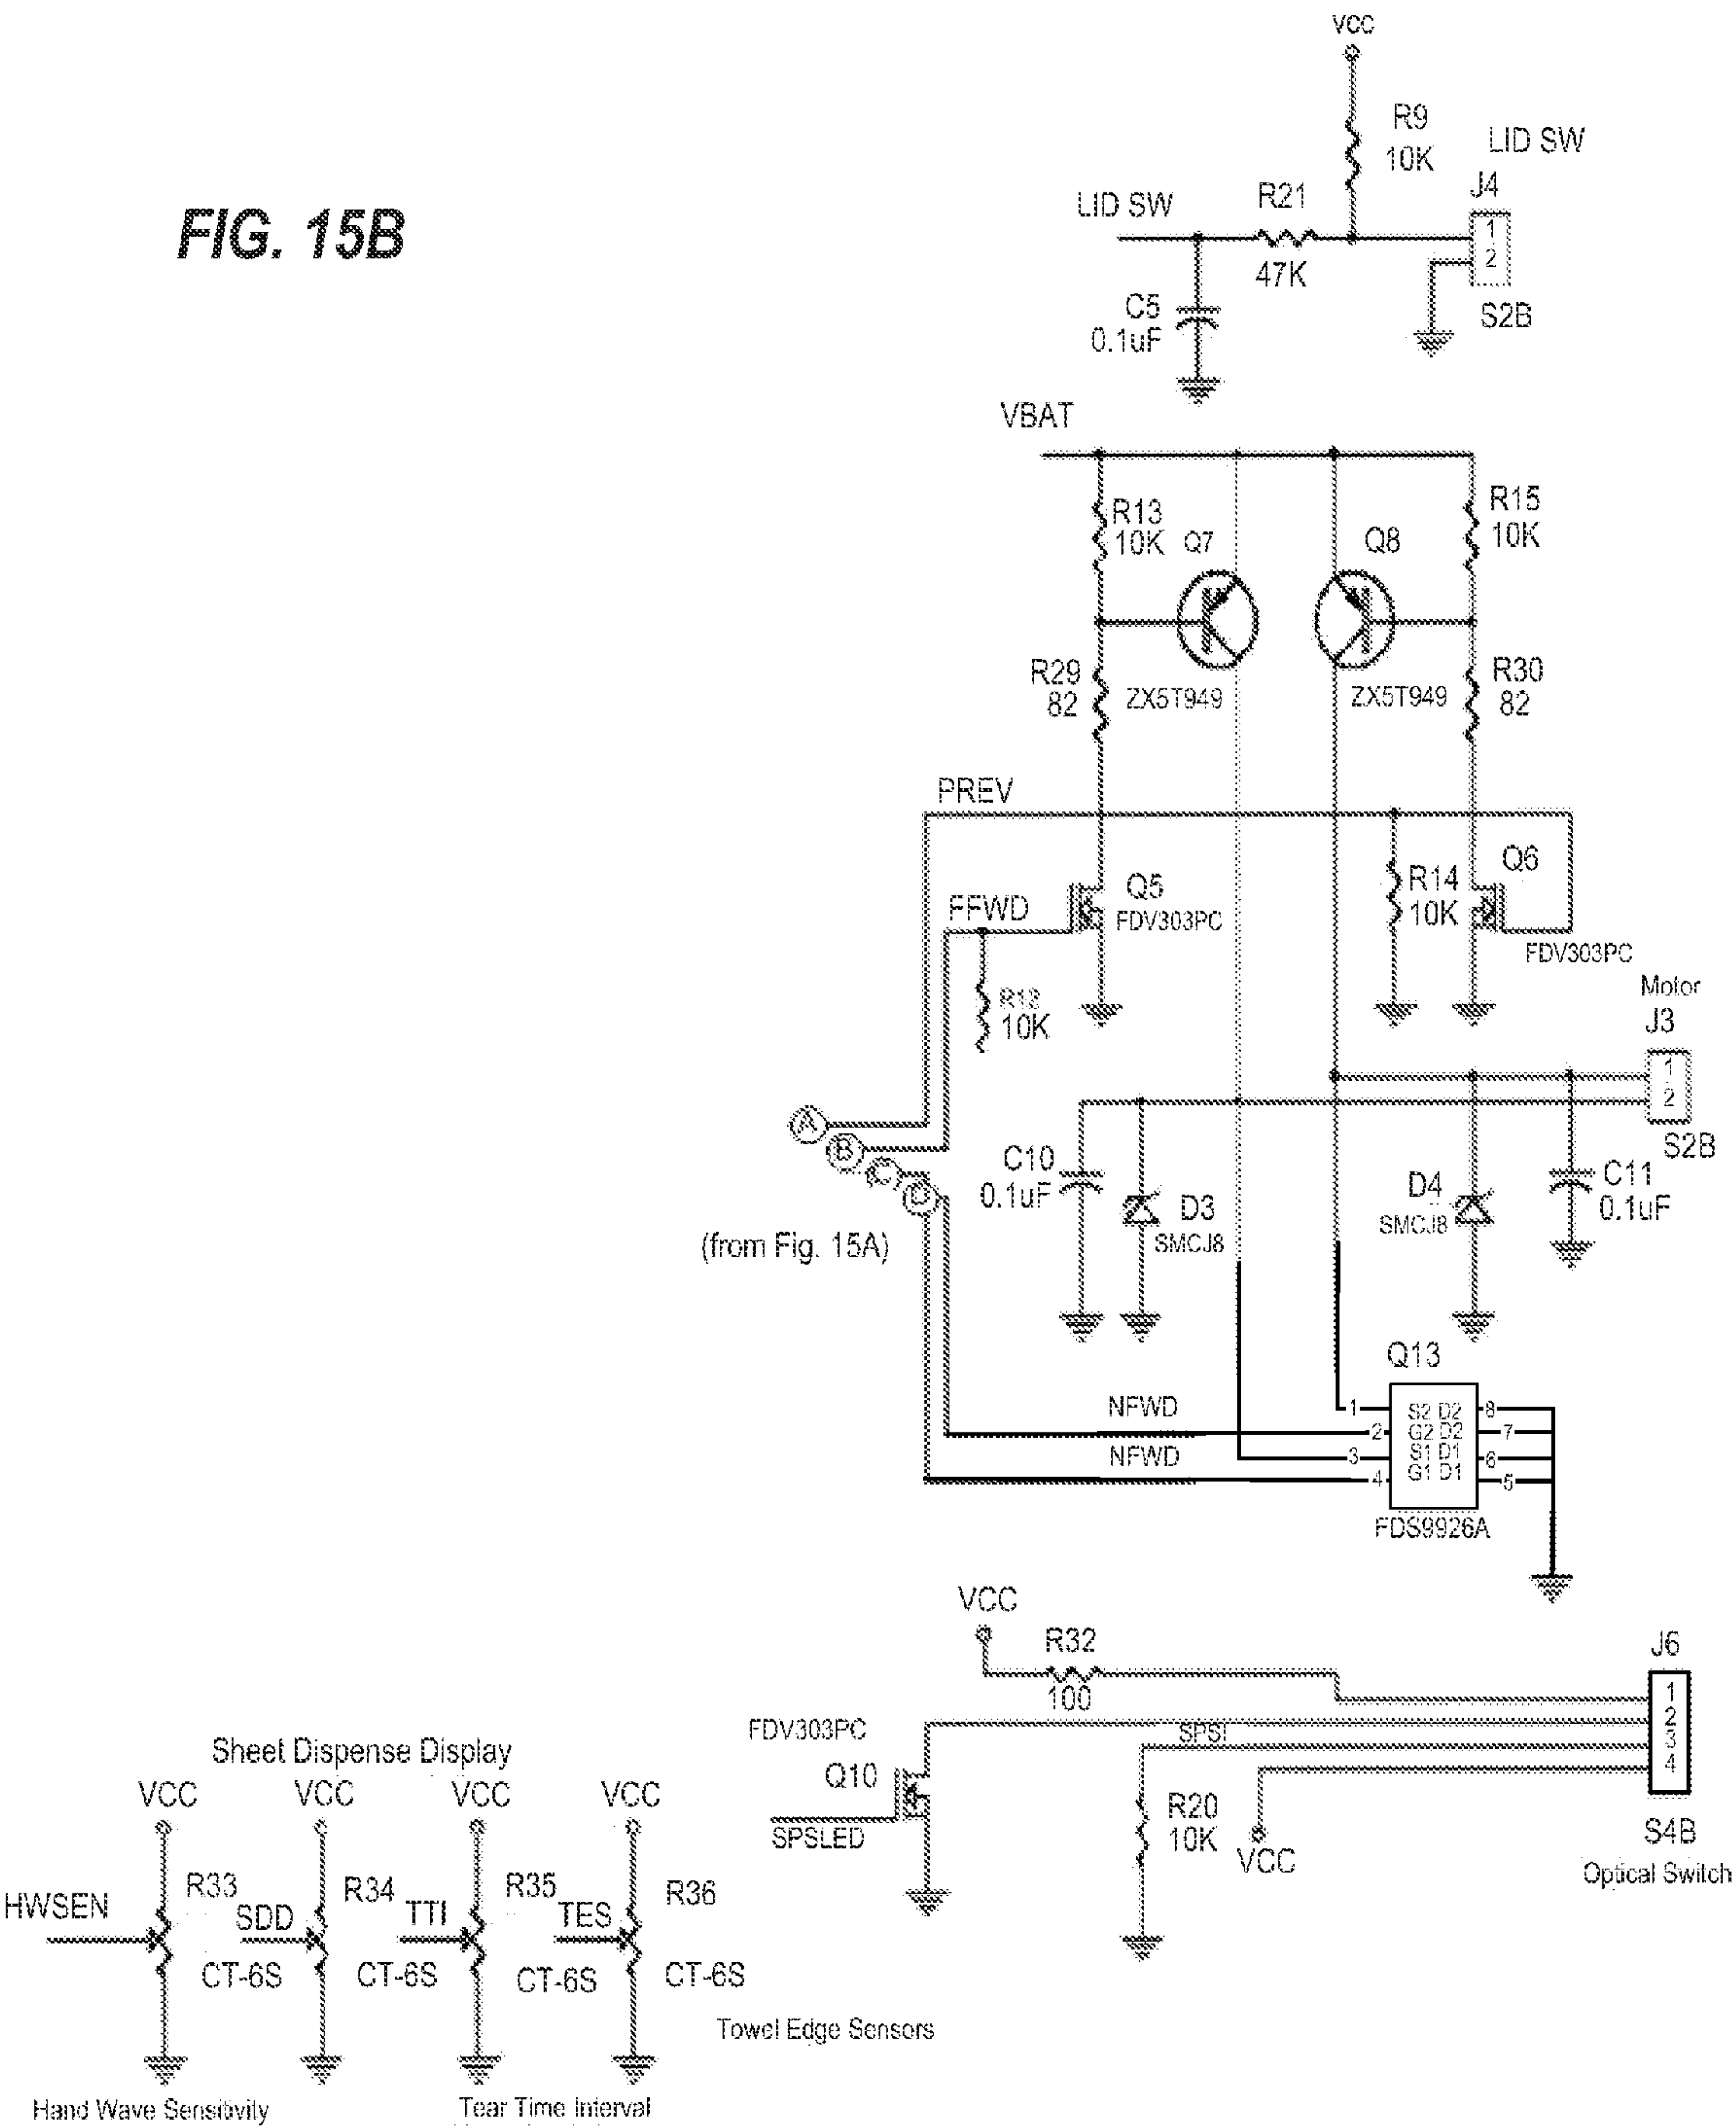 FIG. 15B
VCC
R9
10K
LID SW
J4
LID SW
R21
47K
1
2
S2B
C5
0.1uF
VBAT
R13
10K
Q7
Q8
R15
10K
R29
82
ZX5T949
ZX5T949
R30
82
PREV
Q5
FDV303PC
FFWD
R12
10K
R14
10K
Q6
FDV303PC
Motor
J3
1
2
S2B
A
B
C
D
(from Fig. 15A)
C10
0.1uF
D3
SMCJ8
D4
SMCJ8
C11
0.1uF
Q13
NFWD
NFWD
1
2
3
4
S2 D2
G2 D2
S1 D1
G1 D1
8
7
6
5
FDS9926A
VCC
R32
100
J6
1
2
3
4
SPSI
FDV303PC
Q10
SPSLED
R20
10K
VCC
S4B
Optical Switch
Sheet Dispense Display
VCC
VCC
VCC
VCC
HWSEN
R33
SDD
R34
TTI
R35
TES
R36
CT-6S
CT-6S
CT-6S
CT-6S
Towel Edge Sensors
Hand Wave Sensitivity
Tear Time Interval